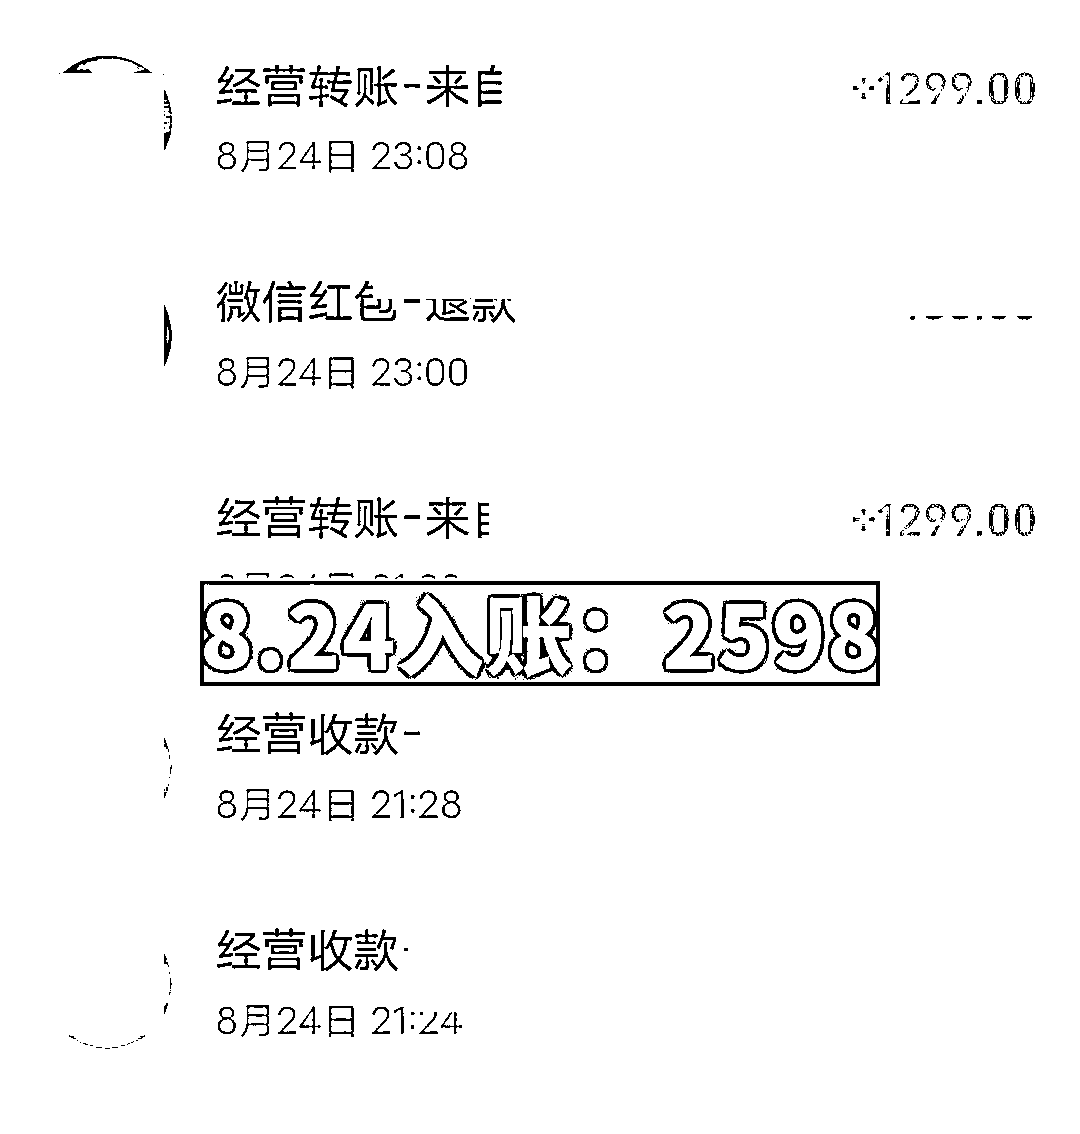 经营转账-来自
+1299.00
8月24日 23:08
微信红包-退款
8月24日 23:00
经营转账-来自
+1299.00
8.24入账：2598
经营收款-
8月24日 21:28
经营收款-
8月24日 21:24